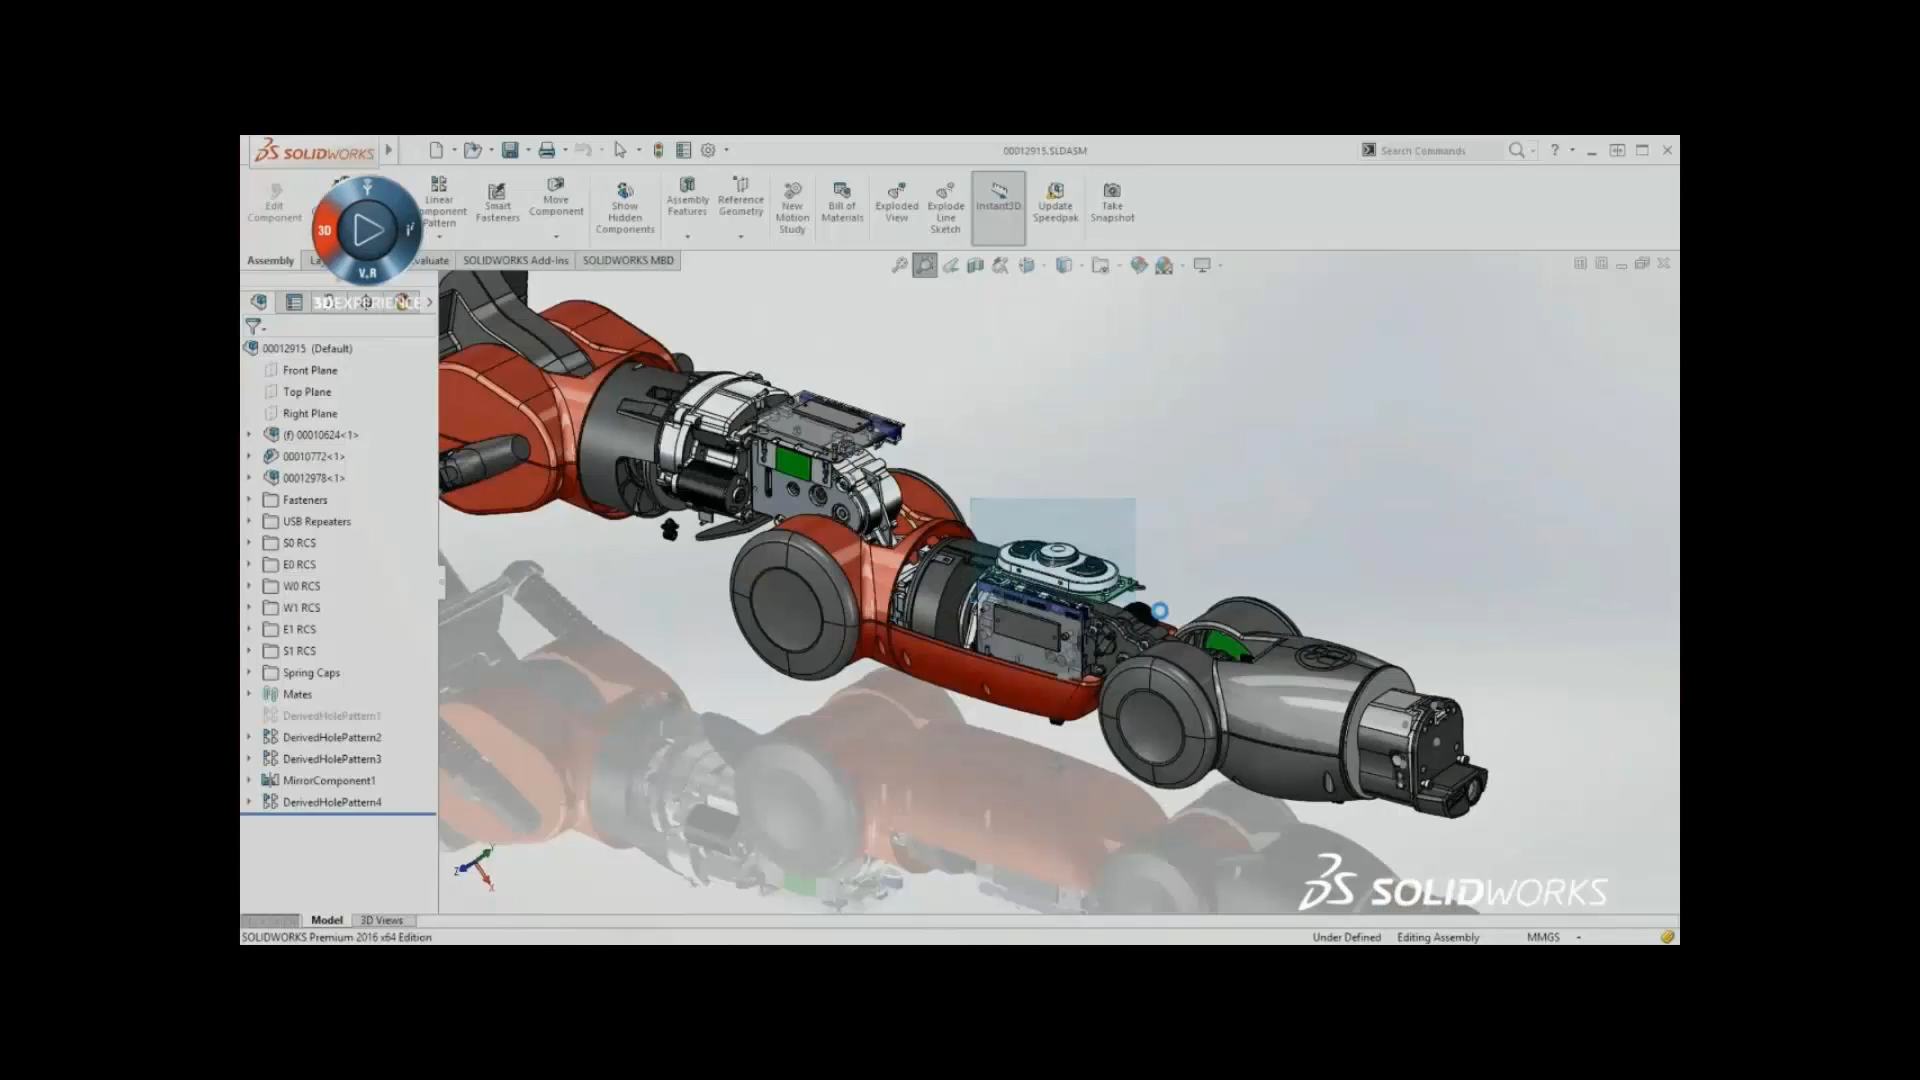 SOLIDWORKS
00012915.SLDASM
Search Commands
?
Edit Component
Linear Component Pattern
Smart Fasteners
Move Component
Show Hidden Components
Assembly Features
Reference Geometry
New Motion Study
Bill of Materials
Exploded View
Explode Line Sketch
Instant3D
Update Speedpak
Take Snapshot
3D
V.R
3DEXPERIENCE
Assembly
SOLIDWORKS Add-Ins
SOLIDWORKS MBD
00012915 (Default)
Front Plane
Top Plane
Right Plane
(f) 00010624<1>
00010772<1>
00012978<1>
Fasteners
USB Repeaters
S0 RCS
E0 RCS
W0 RCS
W1 RCS
E1 RCS
S1 RCS
Spring Caps
Mates
DerivedHolePattern1
DerivedHolePattern2
DerivedHolePattern3
MirrorComponent1
DerivedHolePattern4
Y
Z
X
SOLIDWORKS
Model
3D Views
SOLIDWORKS Premium 2016 x64 Edition
Under Defined
Editing Assembly
MMGS